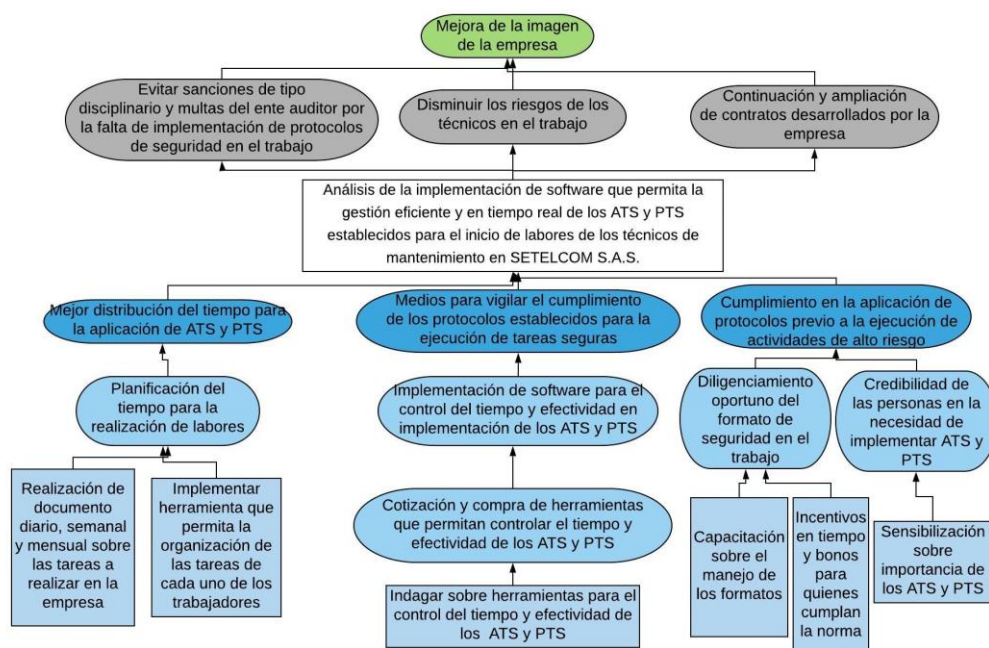 Mejora de la imagen
de la empresa
Evitar sanciones de tipo
disciplinario y multas del ente auditor por
la falta de implementación de protocolos
de seguridad en el trabajo
Disminuir los riesgos de los
técnicos en el trabajo
Continuación y ampliación
de contratos desarrollados por la
empresa
Análisis de la implementación de software que permita la
gestión eficiente y en tiempo real de los ATS y PTS
establecidos para el inicio de labores de los técnicos de
mantenimiento en SETELCOM S.A.S.
Mejor distribución del tiempo para
la aplicación de ATS y PTS
Medios para vigilar el cumplimiento
de los protocolos establecidos para la
ejecución de tareas seguras
Cumplimiento en la aplicación de
protocolos previo a la ejecución de
actividades de alto riesgo
Planificación del
tiempo para la
realización de labores
Implementación de software para el
control del tiempo y efectividad en
implementación de los ATS y PTS
Diligenciamiento
oportuno del
formato de
seguridad en el
trabajo
Credibilidad de
las personas en la
necesidad de
implementar ATS y
PTS
Realización de
documento
diario, semanal
y mensual sobre
las tareas a
realizar en la
empresa
Implementar
herramienta que
permita la
organización de
las tareas de
cada uno de los
trabajadores
Cotización y compra de herramientas
que permitan controlar el tiempo y
efectividad de los ATS y PTS
Indagar sobre herramientas para el
control del tiempo y efectividad de
los ATS y PTS
Capacitación
sobre el
manejo de
los formatos
Incentivos
en tiempo
y bonos
para
quienes
cumplan
la norma
Sensibilización
sobre
importancia de
los ATS y PTS